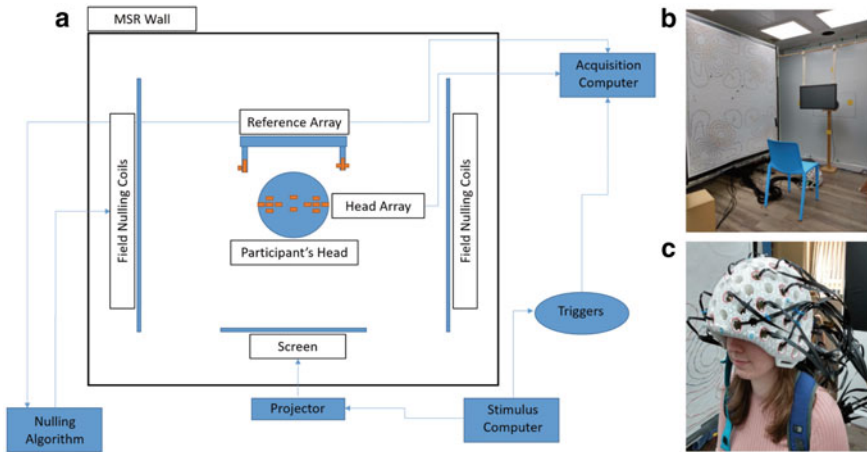 a
MSR Wall
b
Acquisition
Computer
Reference Array
Field Nulling Coils
Head Array
Field Nulling Coils
Participant's Head
c
Triggers
Screen
Nulling
Algorithm
Projector
Stimulus
Computer